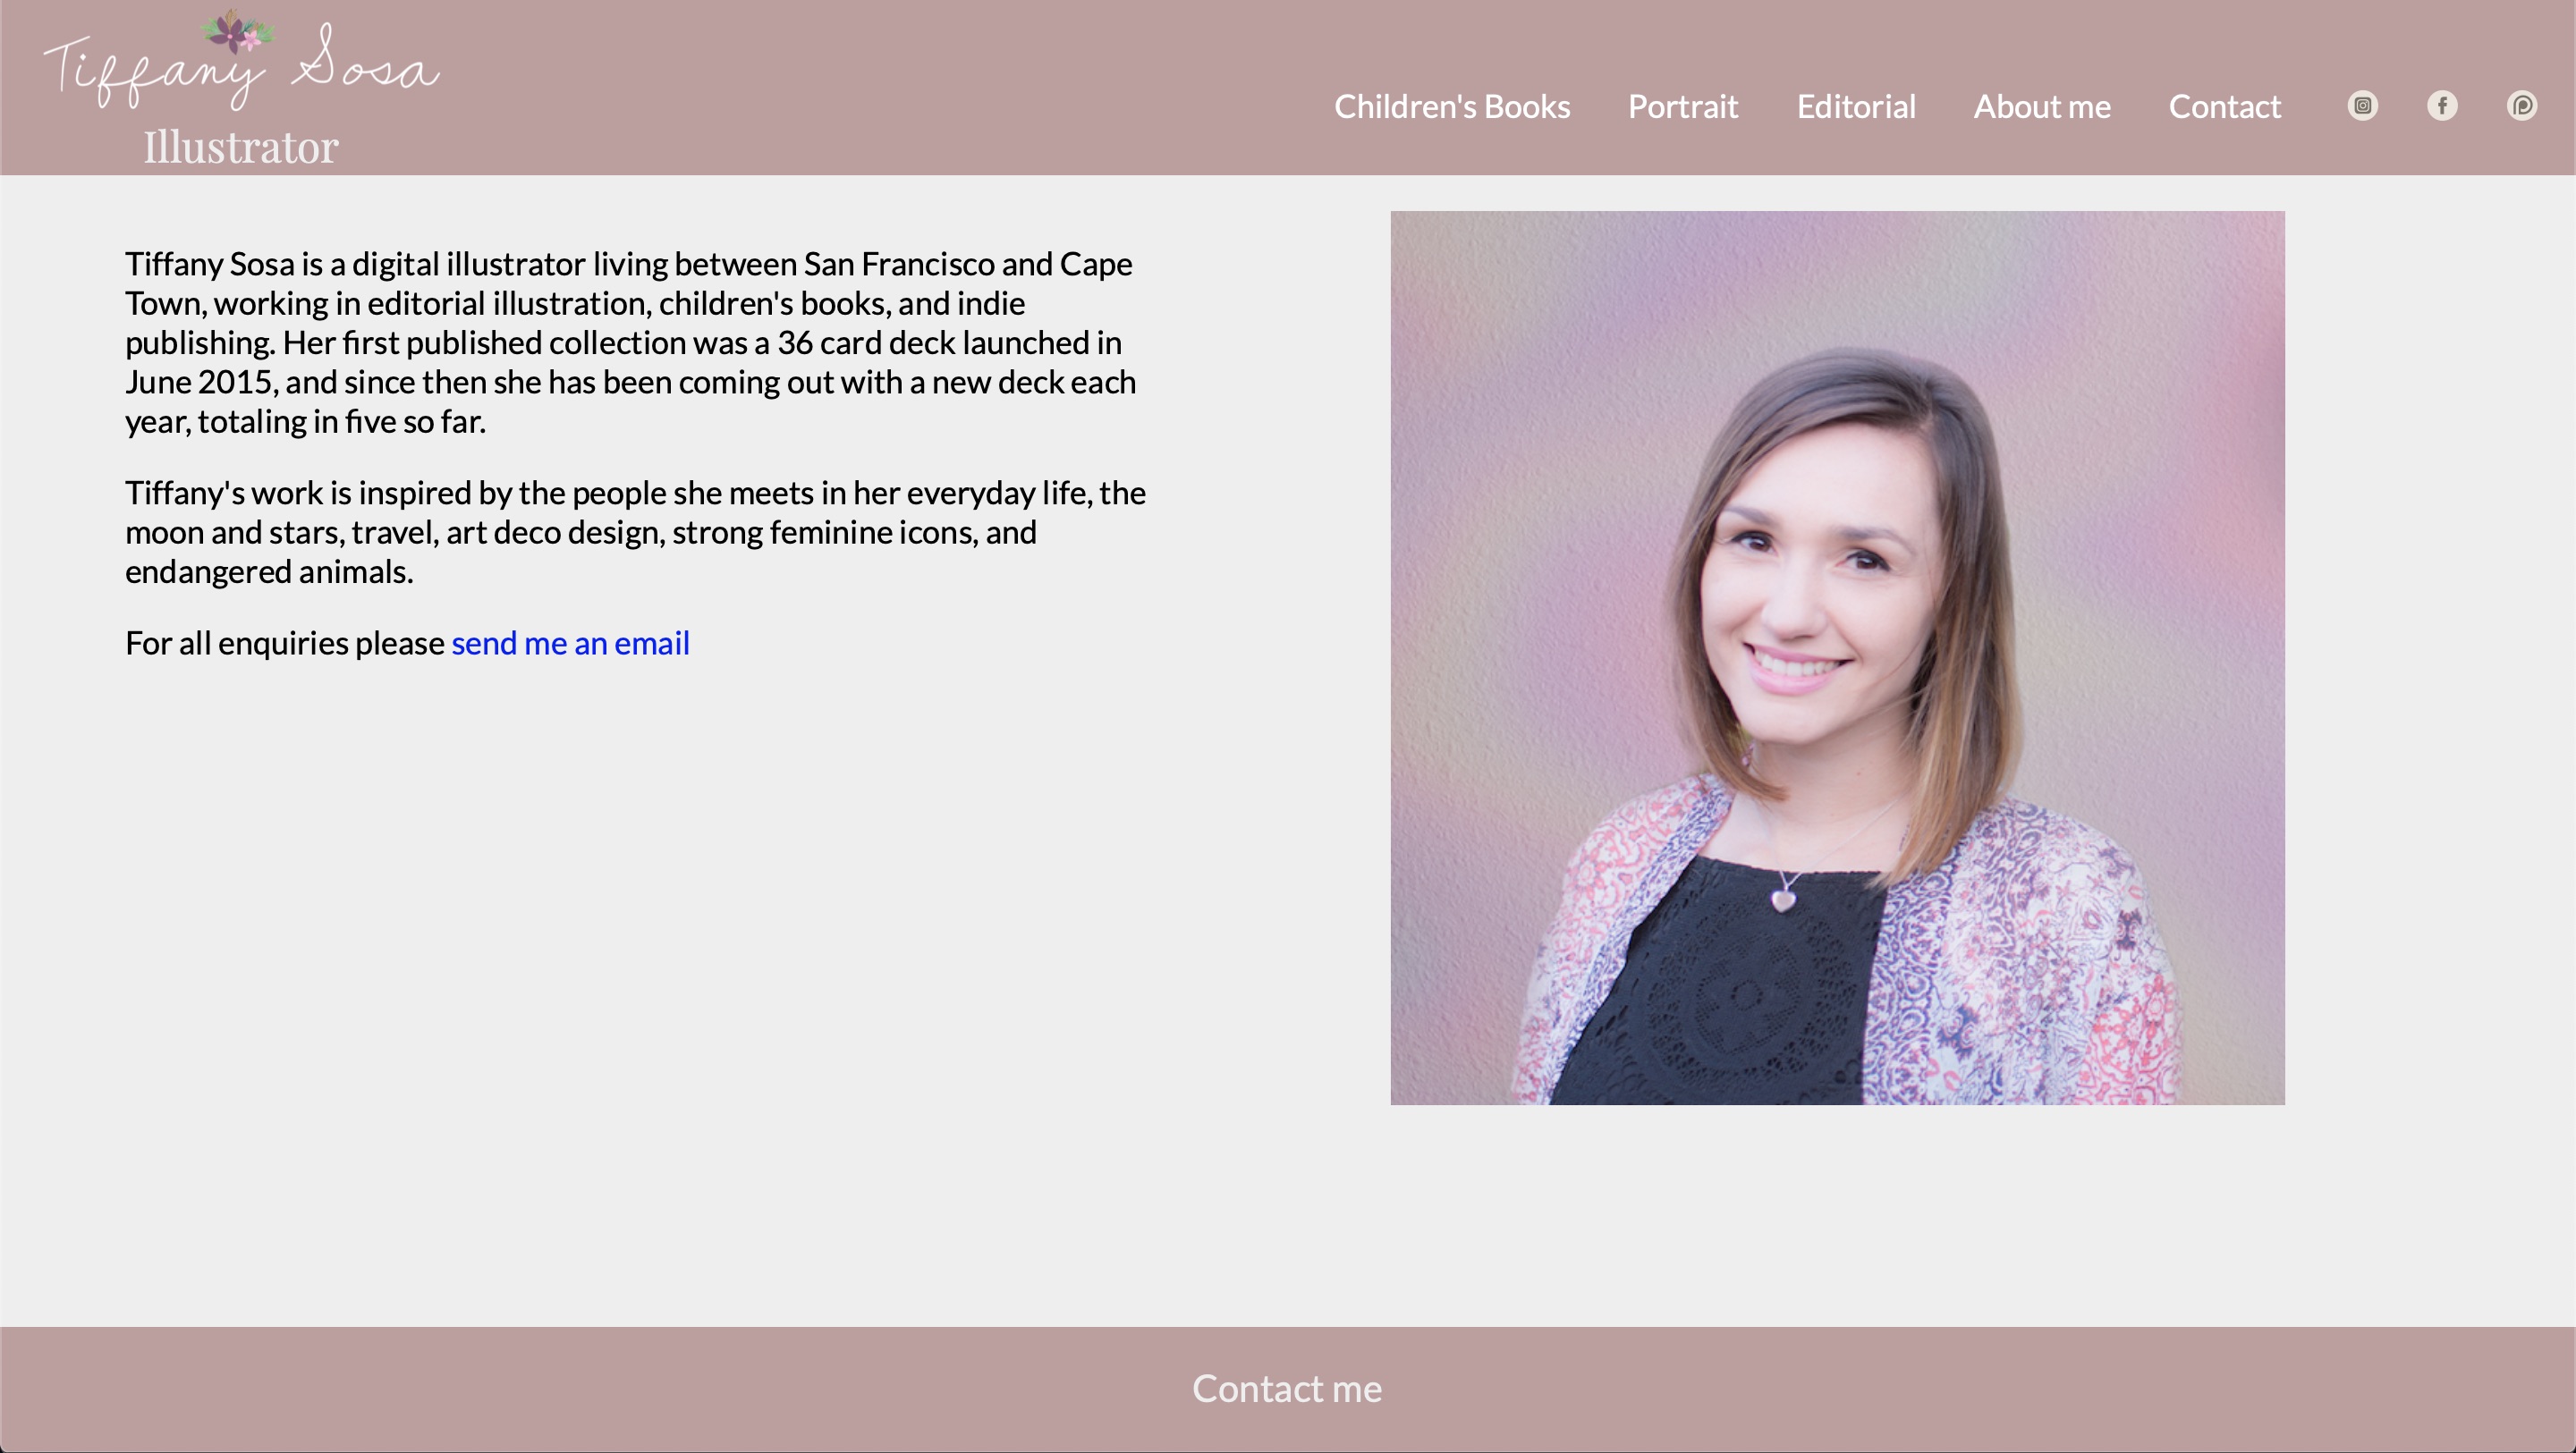 Tiffany Sosa
Illustrator
Children's Books Portrait Editorial About me Contact
Tiffany Sosa is a digital illustrator living between San Francisco and Cape
Town, working in editorial illustration, children's books, and indie
publishing. Her first published collection was a 36 card deck launched in
June 2015, and since then she has been coming out with a new deck each
year, totaling in five so far.
Tiffany's work is inspired by the people she meets in her everyday life, the
moon and stars, travel, art deco design, strong feminine icons, and
endangered animals.
For all enquiries please send me an email
Contact me